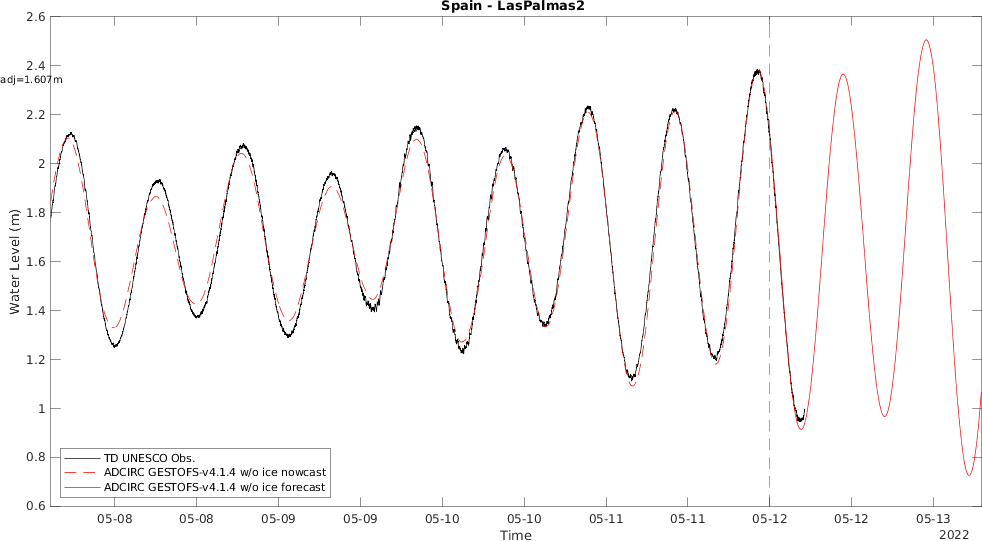 Spain - LasPalmas2
2.6
2.4
adj=1.607m
2.2
2
1.8
1.6
1.4
1.2
1
0.8
0.6
Water Level (m)
TD UNESCO Obs.
ADCIRC GESTOFS-v4.1.4 w/o ice nowcast
ADCIRC GESTOFS-v4.1.4 w/o ice forecast
05-08 05-08 05-09 05-09 05-10 05-10 05-11 05-11 05-12 05-12 05-13
Time
2022